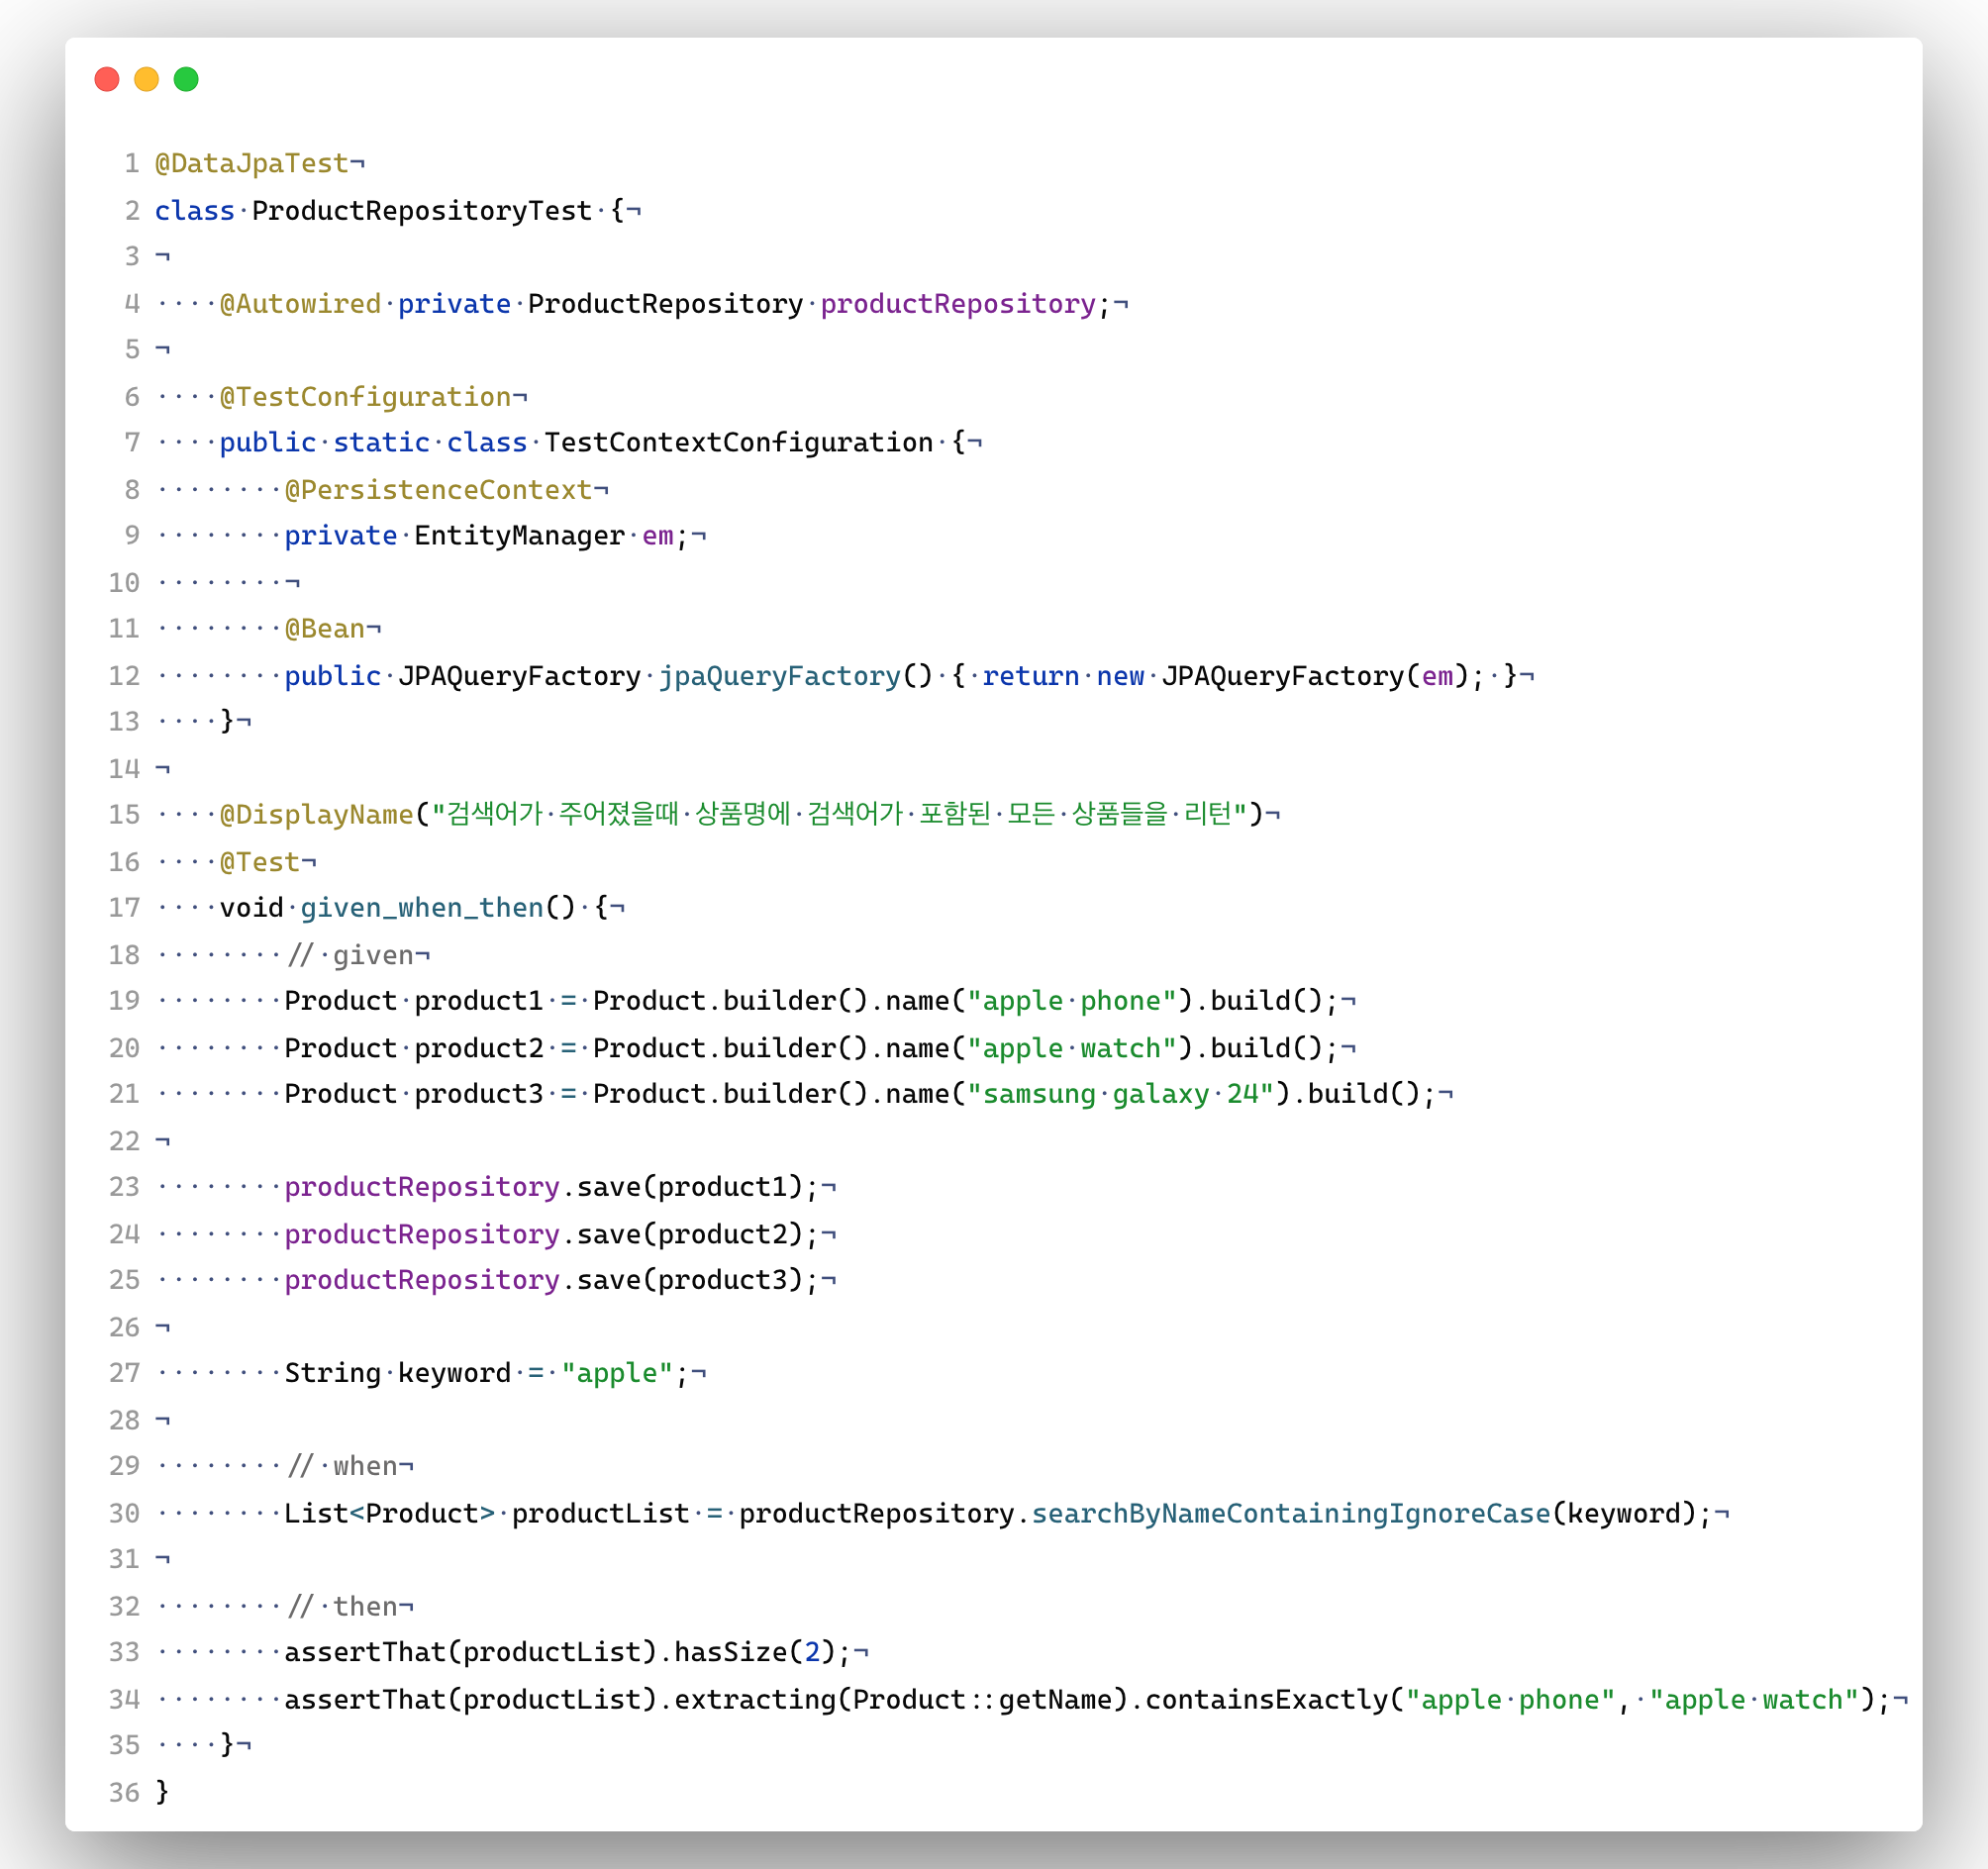 1 @DataJpaTest¬
2 class·ProductRepositoryTest·{¬
3 ¬
4 ····@Autowired·private·ProductRepository·productRepository;¬
5 ¬
6 ····@TestConfiguration¬
7 ····public·static·class·TestContextConfiguration·{¬
8 ········@PersistenceContext¬
9 ········private·EntityManager·em;¬
10 ········¬
11 ········@Bean¬
12 ········public·JPAQueryFactory·jpaQueryFactory()·{·return·new·JPAQueryFactory(em);·}¬
13 ····}¬
14 ¬
15 ····@DisplayName("검색어가·주어졌을때·상품명에·검색어가·포함된·모든·상품들을·리턴")¬
16 ····@Test¬
17 ····void·given_when_then()·{¬
18 ········//·given¬
19 ········Product·product1·=·Product.builder().name("apple·phone").build();¬
20 ········Product·product2·=·Product.builder().name("apple·watch").build();¬
21 ········Product·product3·=·Product.builder().name("samsung·galaxy·24").build();¬
22 ¬
23 ········productRepository.save(product1);¬
24 ········productRepository.save(product2);¬
25 ········productRepository.save(product3);¬
26 ¬
27 ········String·keyword·=·"apple";¬
28 ¬
29 ········//·when¬
30 ········List<Product>·productList·=·productRepository.searchByNameContainingIgnoreCase(keyword);¬
31 ¬
32 ········//·then¬
33 ········assertThat(productList).hasSize(2);¬
34 ········assertThat(productList).extracting(Product::getName).containsExactly("apple·phone",·"apple·watch");¬
35 ····}¬
36 }